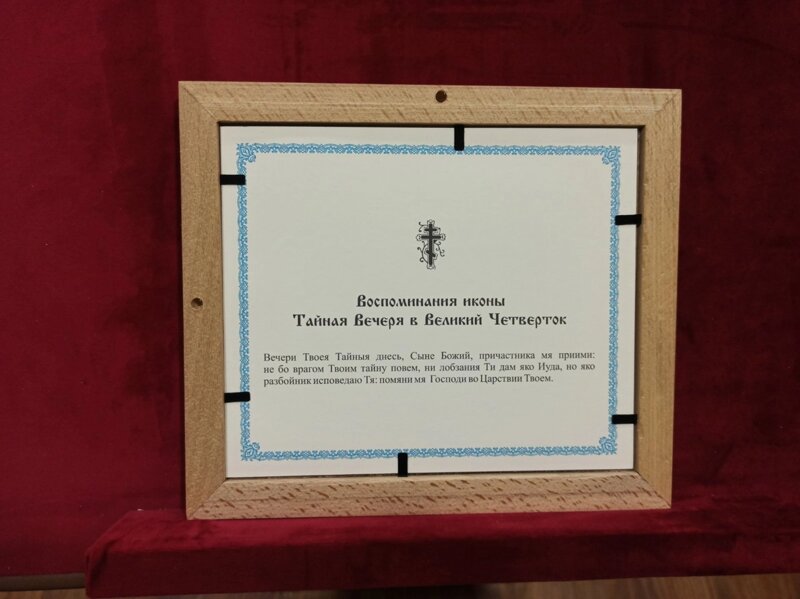 Воспоминания иконы
Тайная Вечеря в Великий Четверток
Вечери Твоея Тайныя днесь, Сыне Божий, причастника мя приими:
не бо врагом Твоим тайну повем, ни лобзания Ти дам яко Иуда, но яко
разбойник исповедаю Тя: помяни мя Господи во Царствии Твоем.